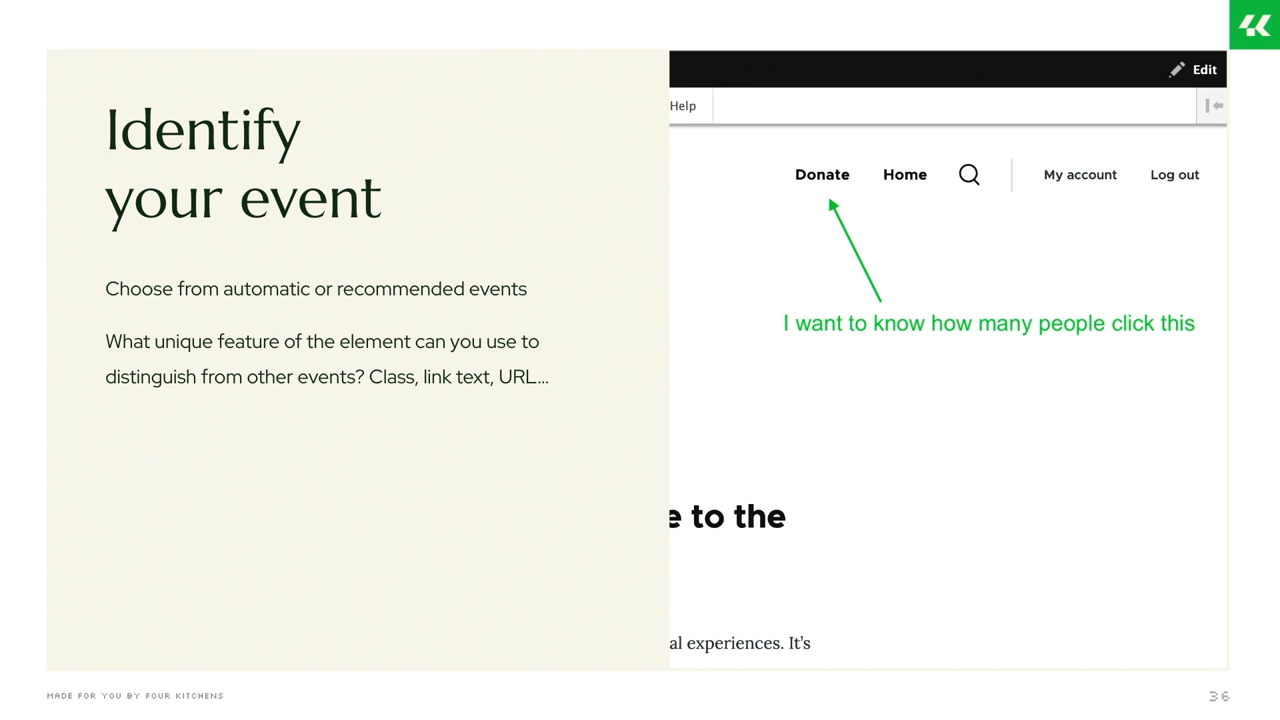 Identify
your event
Choose from automatic or recommended events
What unique feature of the element can you use to
distinguish from other events? Class, link text, URL...
Edit
Help
Donate Home My account Log out
I want to know how many people click this
e to the
al experiences. It’s
MADE FOR YOU BY FOUR KITCHENS
36